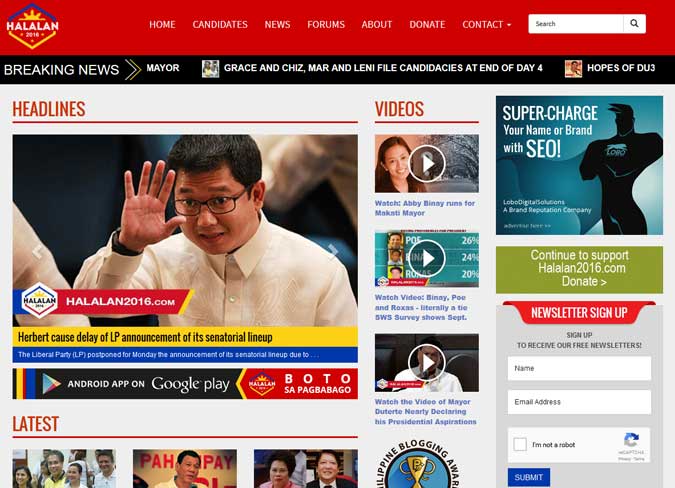 HALALAN
2016
HOME CANDIDATES NEWS FORUMS ABOUT DONATE CONTACT
Search
BREAKING NEWS
MAYOR GRACE AND CHIZ, MAR AND LENI FILE CANDIDACIES AT END OF DAY 4 HOPES OF DU3
HEADLINES
HALALAN
2016
HALALAN2016.COM
Herbert cause delay of LP announcement of its senatorial lineup
The Liberal Party (LP) postponed for Monday the announcement of its senatorial lineup due to . . .
ANDROID APP ON Google play
HALALAN
BOTO
SA PAGBABAGO
LATEST
PAHA PAY
VIDEOS
Watch: Abby Binay runs for
Makati Mayor
POE 26%
BINA 24%
ROXAS 20%
Watch Video: Binay, Poe
and Roxas - literally a tie
SWS Survey shows Sept.
Watch the Video of Mayor
Duterte Nearly Declaring
his Presidential Aspirations
PHILIPPINE BLOGGING AWARDS
SUPER-CHARGE
Your Name or Brand
with SEO!
LOBO
LoboDigitalSolutions
A Brand Reputation Company
advertise here >>
Continue to support
Halalan2016.com
Donate >
NEWSLETTER SIGN UP
SIGN UP
TO RECEIVE OUR FREE NEWSLETTERS!
Name
Email Address
I'm not a robot
reCAPTCHA
Privacy - Terms
SUBMIT